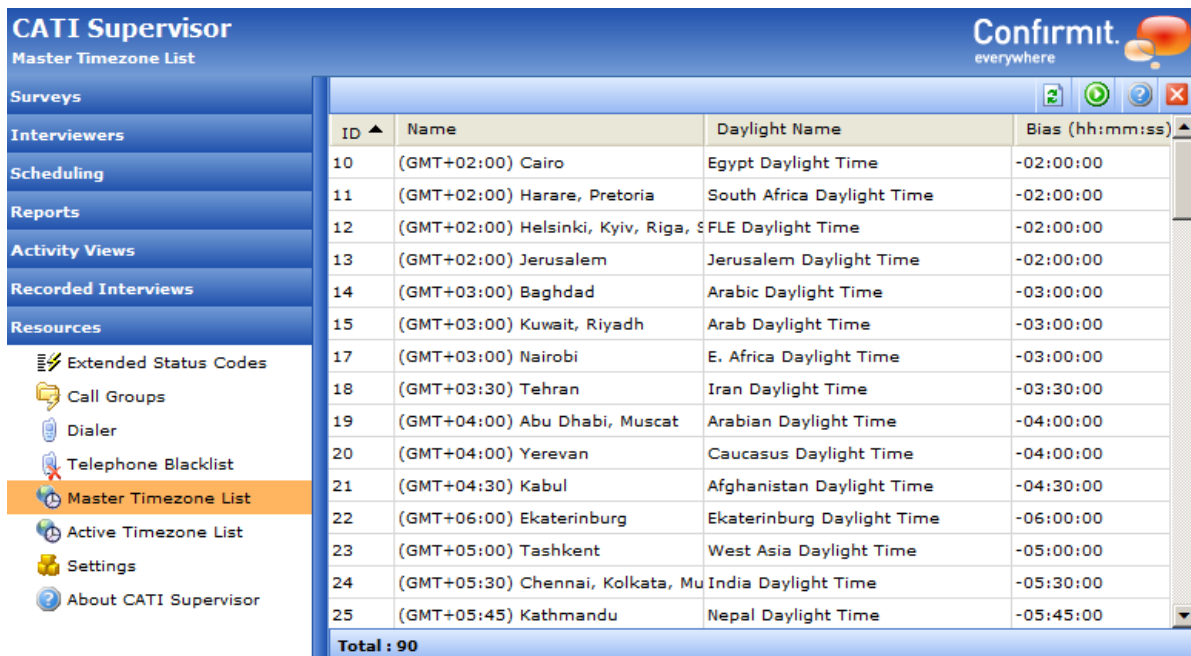 CATI Supervisor
Master Timezone List
Confirmit.
everywhere
Surveys
Interviewers
Scheduling
Reports
Activity Views
Recorded Interviews
Resources
Extended Status Codes
Call Groups
Dialer
Telephone Blacklist
Master Timezone List
Active Timezone List
Settings
About CATI Supervisor
ID Name Daylight Name Bias (hh:mm:ss)
10 (GMT+02:00) Cairo Egypt Daylight Time -02:00:00
11 (GMT+02:00) Harare, Pretoria South Africa Daylight Time -02:00:00
12 (GMT+02:00) Helsinki, Kyiv, Riga, FLE Daylight Time -02:00:00
13 (GMT+02:00) Jerusalem Jerusalem Daylight Time -02:00:00
14 (GMT+03:00) Baghdad Arabic Daylight Time -03:00:00
15 (GMT+03:00) Kuwait, Riyadh Arab Daylight Time -03:00:00
17 (GMT+03:00) Nairobi E. Africa Daylight Time -03:00:00
18 (GMT+03:30) Tehran Iran Daylight Time -03:30:00
19 (GMT+04:00) Abu Dhabi, Muscat Arabian Daylight Time -04:00:00
20 (GMT+04:00) Yerevan Caucasus Daylight Time -04:00:00
21 (GMT+04:30) Kabul Afghanistan Daylight Time -04:30:00
22 (GMT+06:00) Ekaterinburg Ekaterinburg Daylight Time -06:00:00
23 (GMT+05:00) Tashkent West Asia Daylight Time -05:00:00
24 (GMT+05:30) Chennai, Kolkata, Mu India Daylight Time -05:30:00
25 (GMT+05:45) Kathmandu Nepal Daylight Time -05:45:00
Total : 90